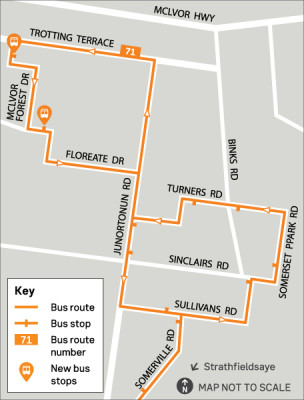 MCIVOR HWY
TROTTING TERRACE
71
MCLVOR
FOREST DR
FLOREATE DR
BINKS RD
TURNERS RD
JUNORTONUN RD
SOMERSET PPARK RD
SINCLAIRS RD
SULLIVANS RD
SOMERVILLE RD
Key
Bus route
Bus stop
71
Bus route
number
New bus
stops
Strathfieldsaye
N
MAP NOT TO SCALE